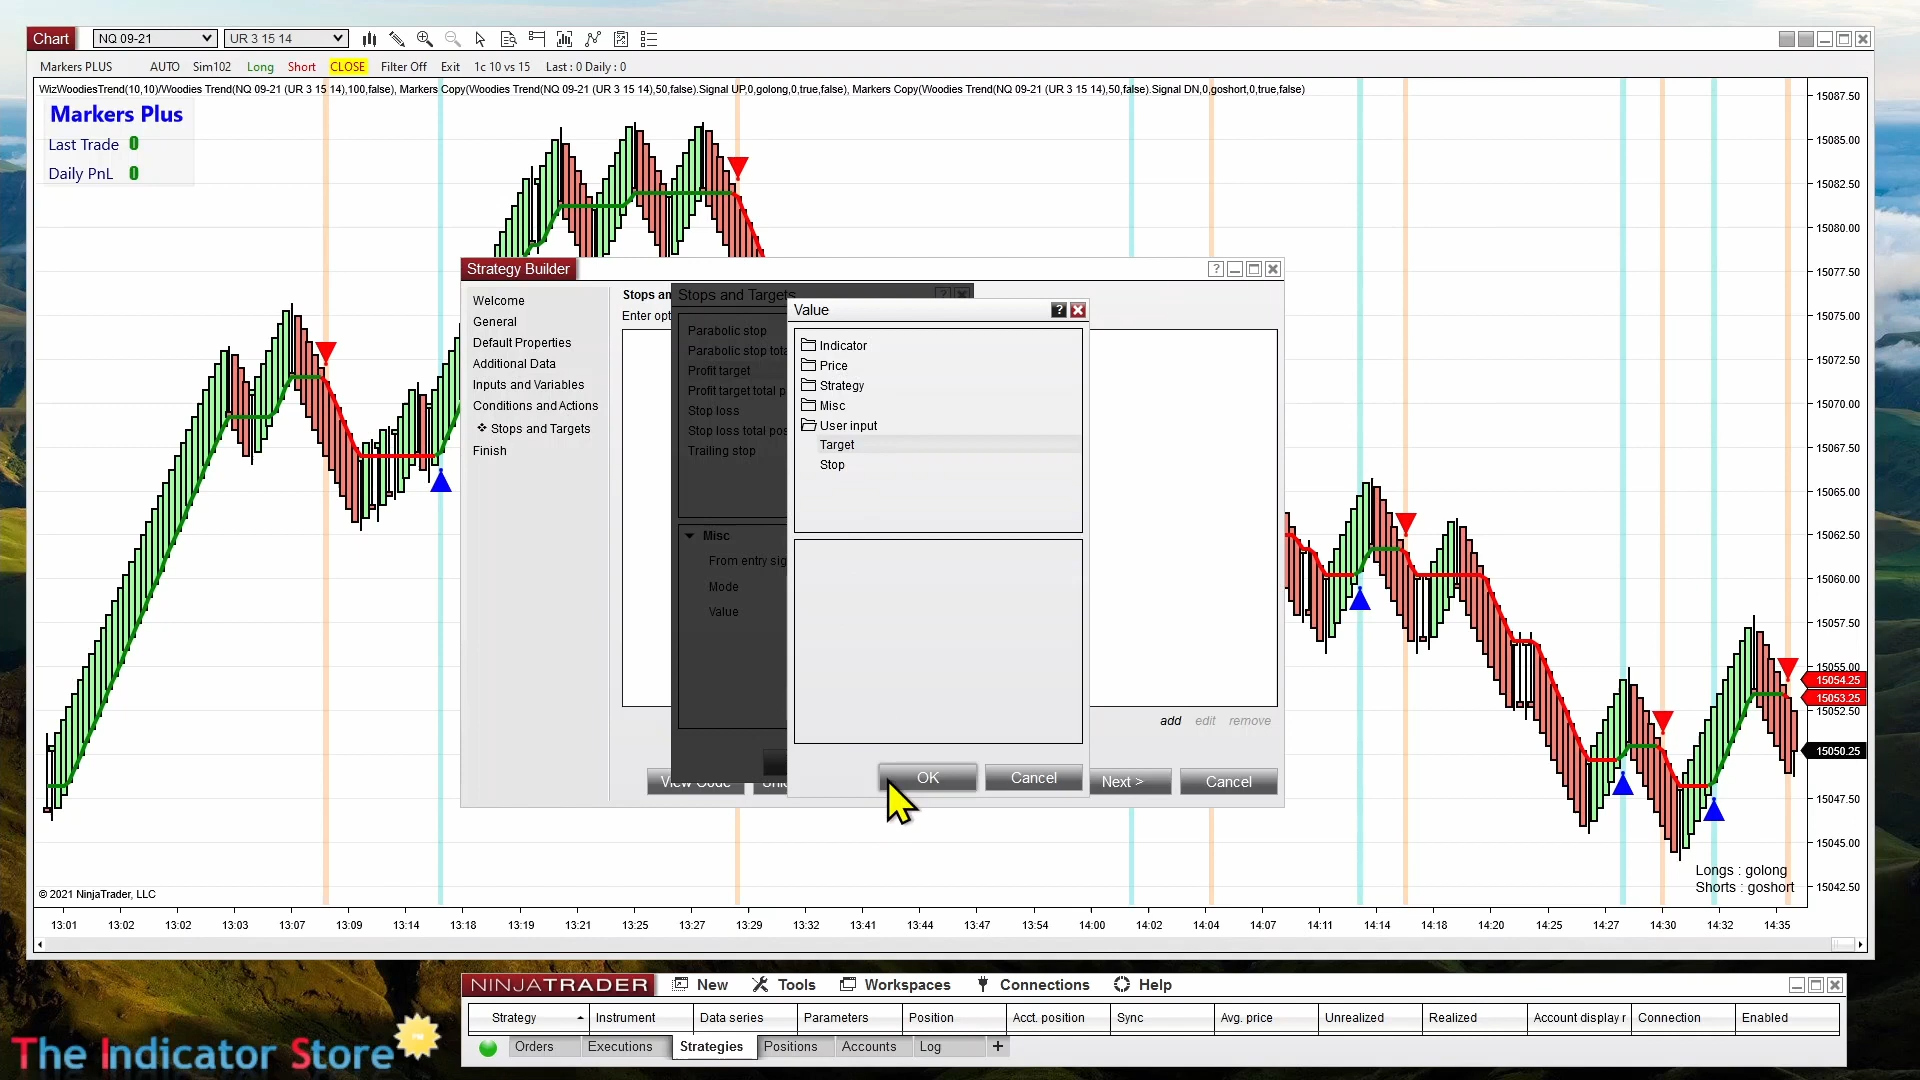 Chart NQ 09-21 UR 3 15 14
Markers PLUS AUTO Sim102 Long Short CLOSE Filter Off Exit 1c 10 vs 15 Last : 0 Daily : 0
WizWoodiesTrend(10,10)/Woodies Trend(NQ 09-21 (UR 3 15 14),100,false), Markers Copy(Woodies Trend(NQ 09-21 (UR 3 15 14),50,false).Signal UP,0,golong,0,true,false), Markers Copy(Woodies Trend(NQ 09-21 (UR 3 15 14),50,false).Signal DN,0,goshort,0,true,false)
Markers Plus
Last Trade 0
Daily PnL 0
15087.50
15085.00
15082.50
15080.00
15077.50
15075.00
15072.50
15070.00
15067.50
15065.00
15062.50
15060.00
15057.50
15055.00
15054.25
15053.25
15052.50
15050.25
15047.50
15045.00
15042.50
Strategy Builder
Welcome
General
Default Properties
Additional Data
Inputs and Variables
Conditions and Actions
Stops and Targets
Finish
Stops an
Enter opt
Stops and Targets
Parabolic stop
Parabolic stop tota
Profit target
Profit target total p
Stop loss
Stop loss total pos
Trailing stop
Misc
From entry sig
Mode
Value
Value
Indicator
Price
Strategy
Misc
User input
Target
Stop
OK Cancel
add edit remove
View Code Next > Cancel
Longs : golong
Shorts : goshort
© 2021 NinjaTrader, LLC
13:01 13:02 13:02 13:03 13:07 13:09 13:14 13:18 13:19 13:21 13:25 13:27 13:29 13:32 13:41 13:44 13:47 13:54 14:00 14:02 14:04 14:07 14:11 14:14 14:18 14:20 14:25 14:27 14:30 14:32 14:35
NINJATRADER New Tools Workspaces Connections Help
Strategy Instrument Data series Parameters Position Acct. position Sync Avg. price Unrealized Realized Account display r Connection Enabled
Orders Executions Strategies Positions Accounts Log +
The Indicator Store